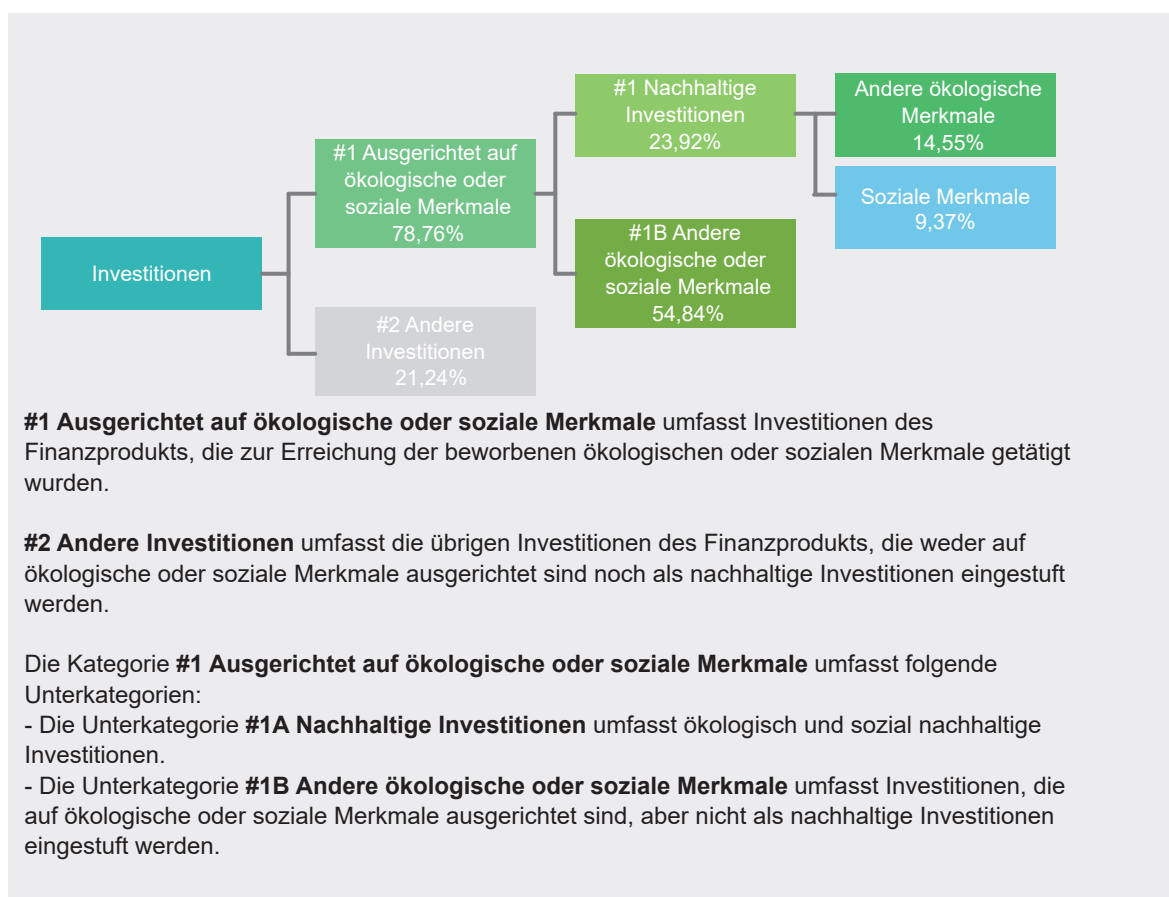 #1 Nachhaltige
Investitionen
23,92%
Andere ökologische
Merkmale
14,55%
#1 Ausgerichtet auf
ökologische oder
soziale Merkmale
78,76%
Soziale Merkmale
9,37%
#1B Andere
ökologische oder
soziale Merkmale
54,84%
Investitionen
#2 Andere
Investitionen
21,24%
#1 Ausgerichtet auf ökologische oder soziale Merkmale umfasst Investitionen des
Finanzprodukts, die zur Erreichung der beworbenen ökologischen oder sozialen Merkmale getätigt
wurden.
#2 Andere Investitionen umfasst die übrigen Investitionen des Finanzprodukts, die weder auf
ökologische oder soziale Merkmale ausgerichtet sind noch als nachhaltige Investitionen eingestuft
werden.
Die Kategorie #1 Ausgerichtet auf ökologische oder soziale Merkmale umfasst folgende
Unterkategorien:
- Die Unterkategorie #1A Nachhaltige Investitionen umfasst ökologisch und sozial nachhaltige
Investitionen.
- Die Unterkategorie #1B Andere ökologische oder soziale Merkmale umfasst Investitionen, die
auf ökologische oder soziale Merkmale ausgerichtet sind, aber nicht als nachhaltige Investitionen
eingestuft werden.